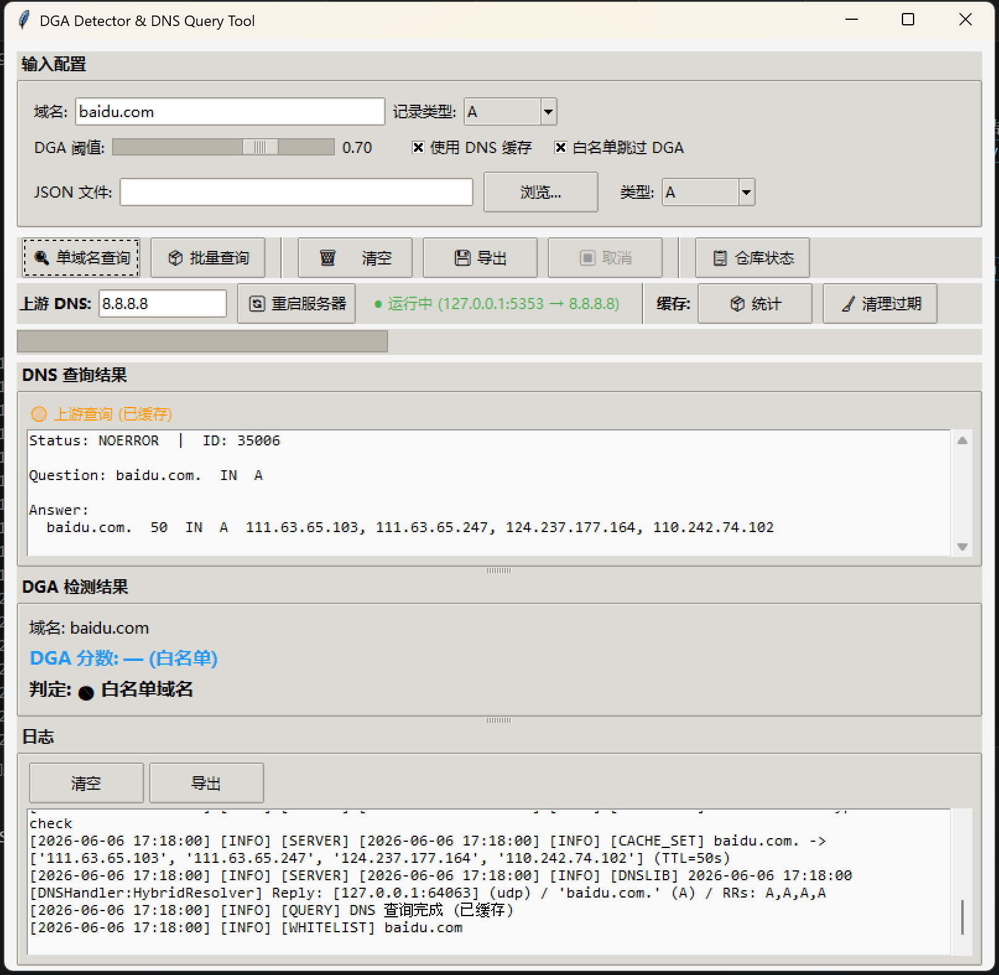 DGA Detector & DNS Query Tool
输入配置
域名: baidu.com 记录类型: A
DGA 阈值: 0.70 使用 DNS 缓存 白名单跳过 DGA
JSON 文件: 浏览... 类型: A
单域名查询 批量查询 清空 导出 取消 仓库状态
上游 DNS: 8.8.8.8 重启服务器 ● 运行中 (127.0.0.1:5353 → 8.8.8.8) 缓存: 统计 清理过期
DNS 查询结果
上游查询 (已缓存)
Status: NOERROR | ID: 35006
Question: baidu.com. IN A
Answer:
baidu.com. 50 IN A 111.63.65.103, 111.63.65.247, 124.237.177.164, 110.242.74.102
DGA 检测结果
域名: baidu.com
DGA 分数: — (白名单)
判定: 白名单域名
日志
清空 导出
check
[2026-06-06 17:18:00] [INFO] [SERVER] [2026-06-06 17:18:00] [INFO] [CACHE_SET] baidu.com. ->
['111.63.65.103', '111.63.65.247', '124.237.177.164', '110.242.74.102'] (TTL=50s)
[2026-06-06 17:18:00] [INFO] [SERVER] [2026-06-06 17:18:00] [INFO] [DNSLIB] 2026-06-06 17:18:00
[DNSHandler:HybridResolver] Reply: [127.0.0.1:64063] (udp) / 'baidu.com.' (A) / RRs: A,A,A,A
[2026-06-06 17:18:00] [INFO] [QUERY] DNS 查询完成 (已缓存)
[2026-06-06 17:18:00] [INFO] [WHITELIST] baidu.com